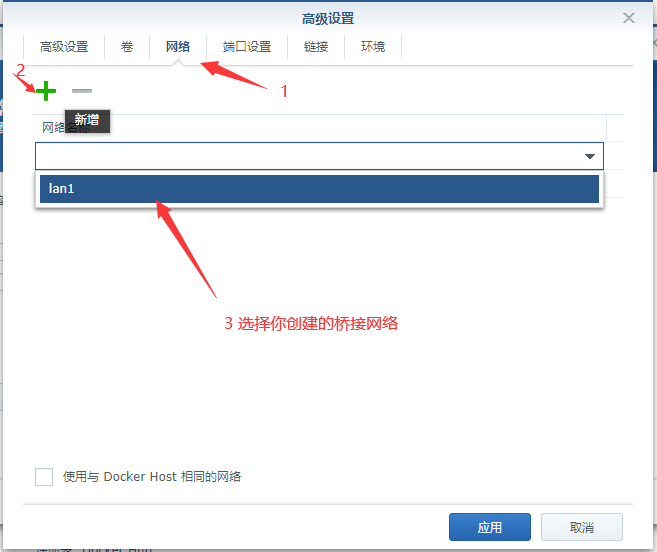 高级设置
高级设置 卷 网络 端口设置 链接 环境
2
1
新增
网络名称
lan1
3 选择你创建的桥接网络
使用与 Docker Host 相同的网络
应用 取消